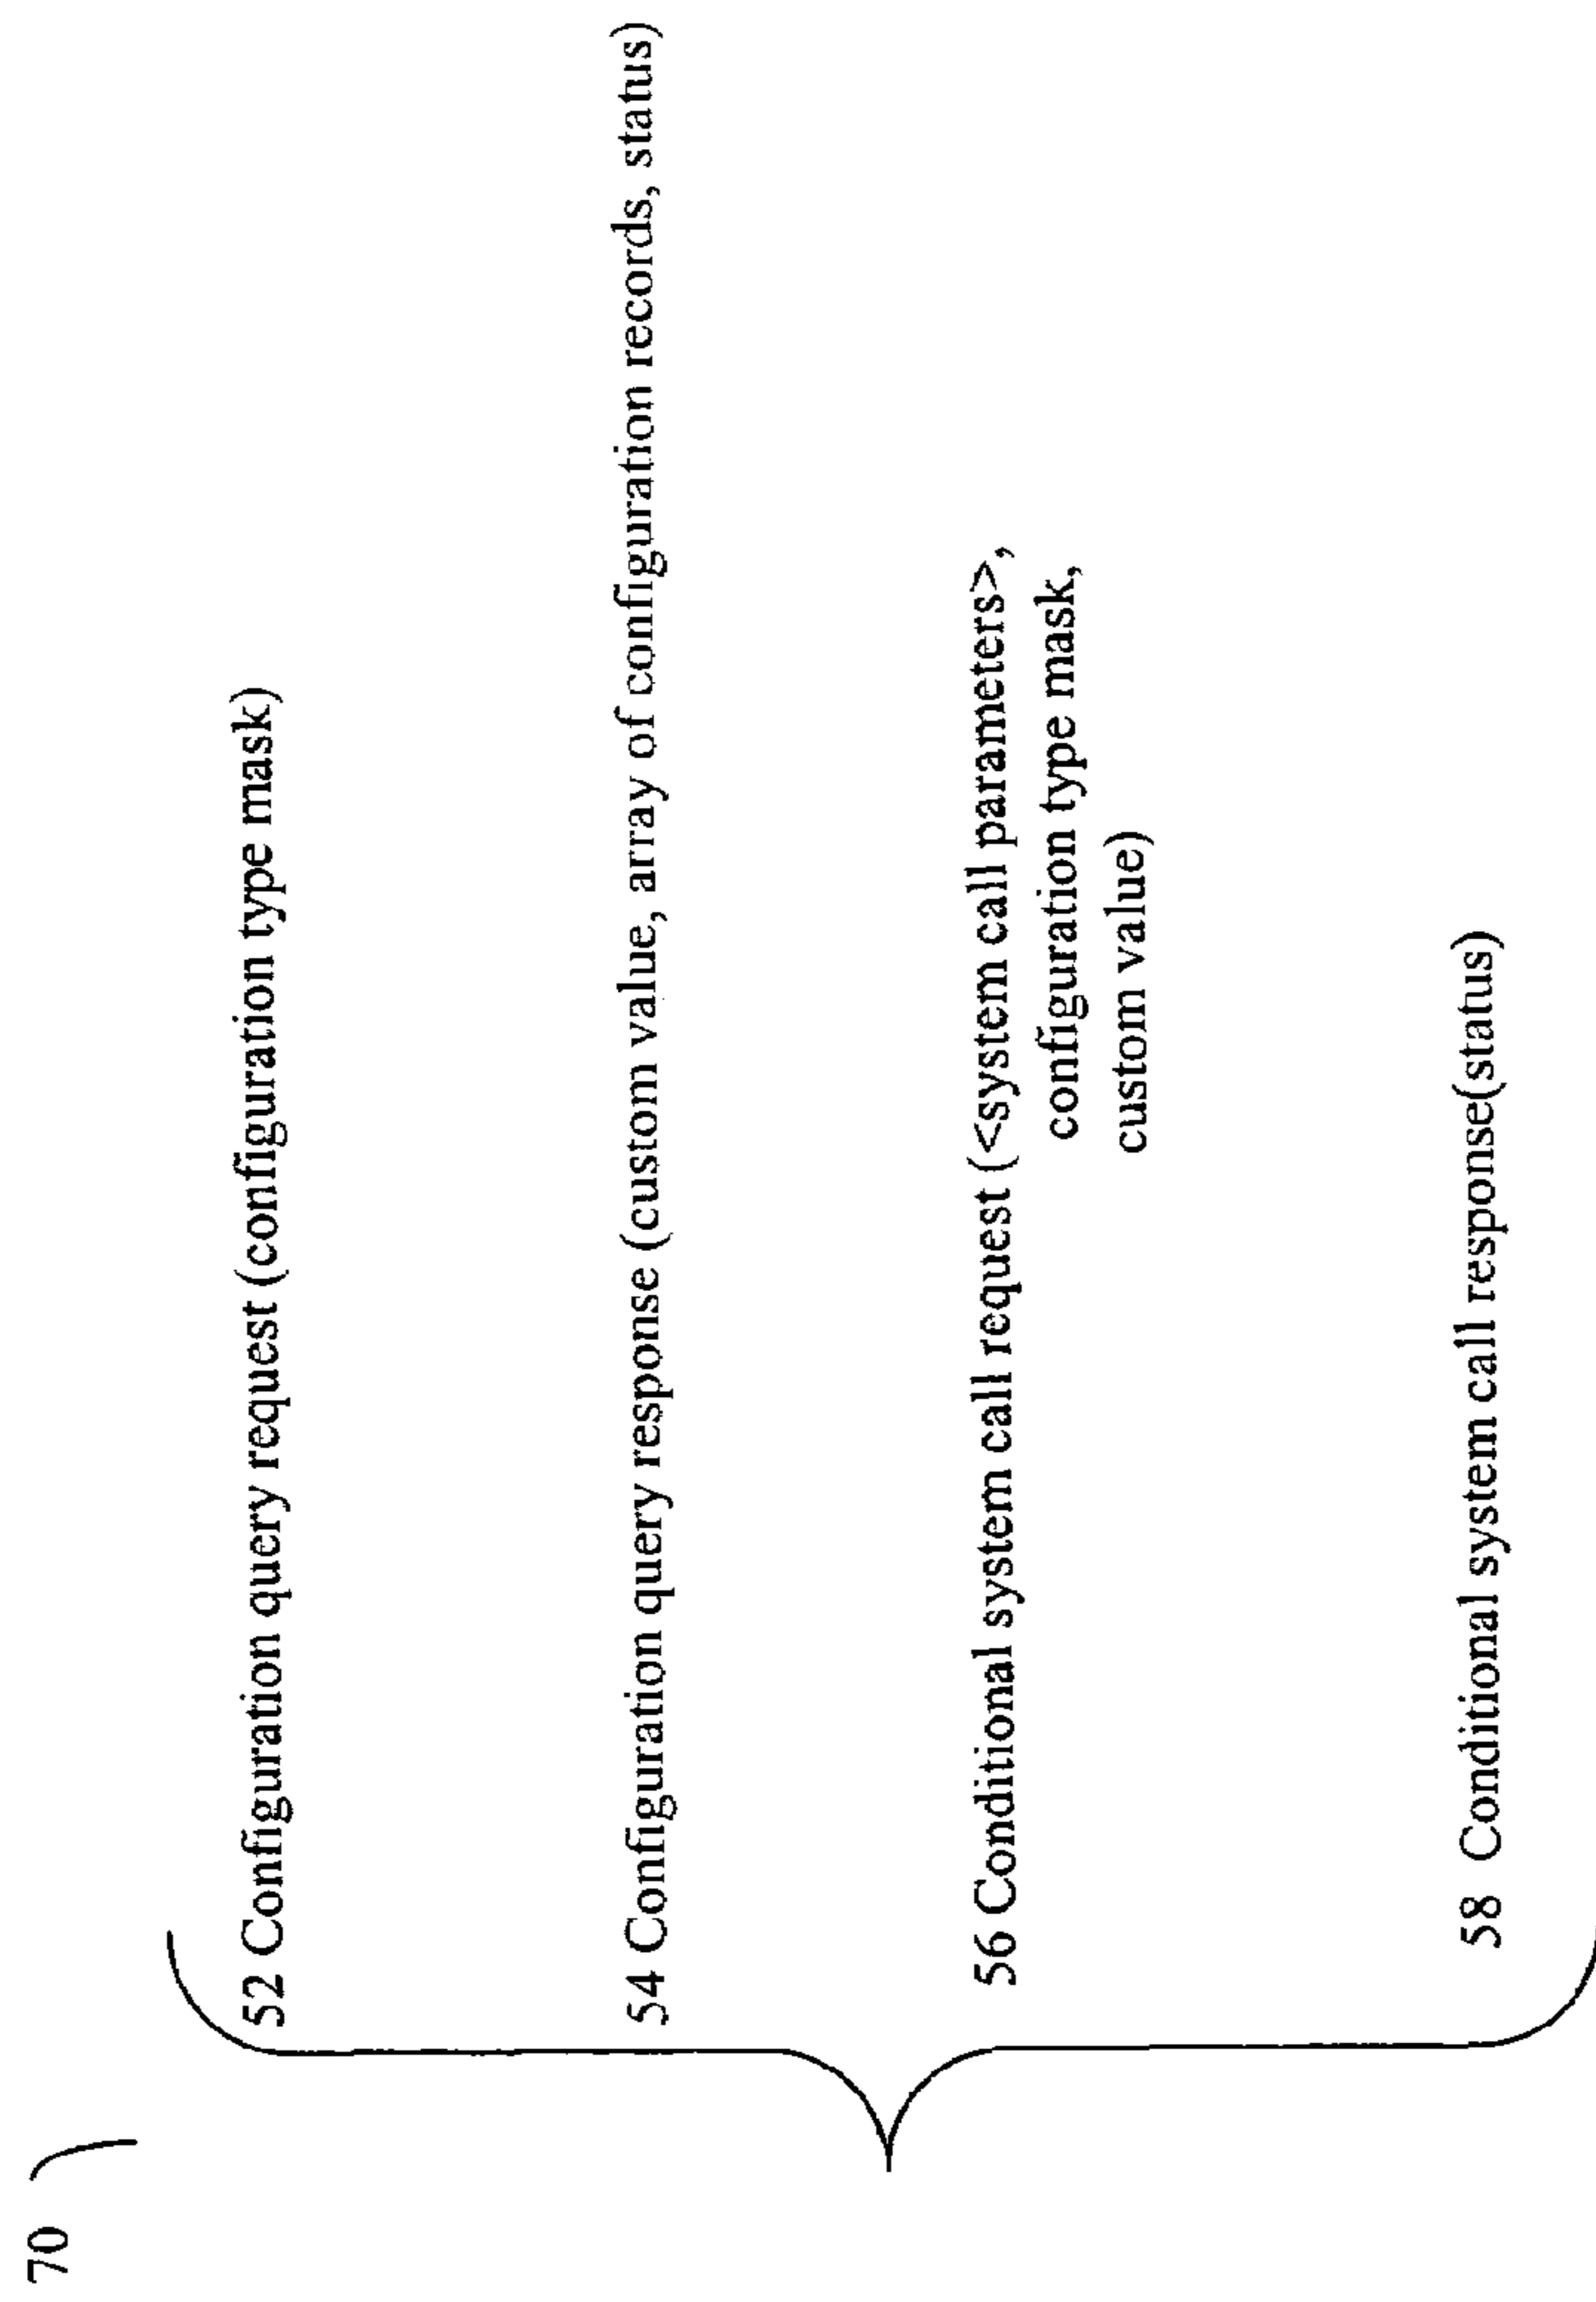 70
52 Configuration query request (configuration type mask)
54 Configuration query response (custom value, array of configuration records, status)
56 Conditional system call request (<system call parameters>,
configuration type mask,
custom value)
58 Conditional system call response(status)